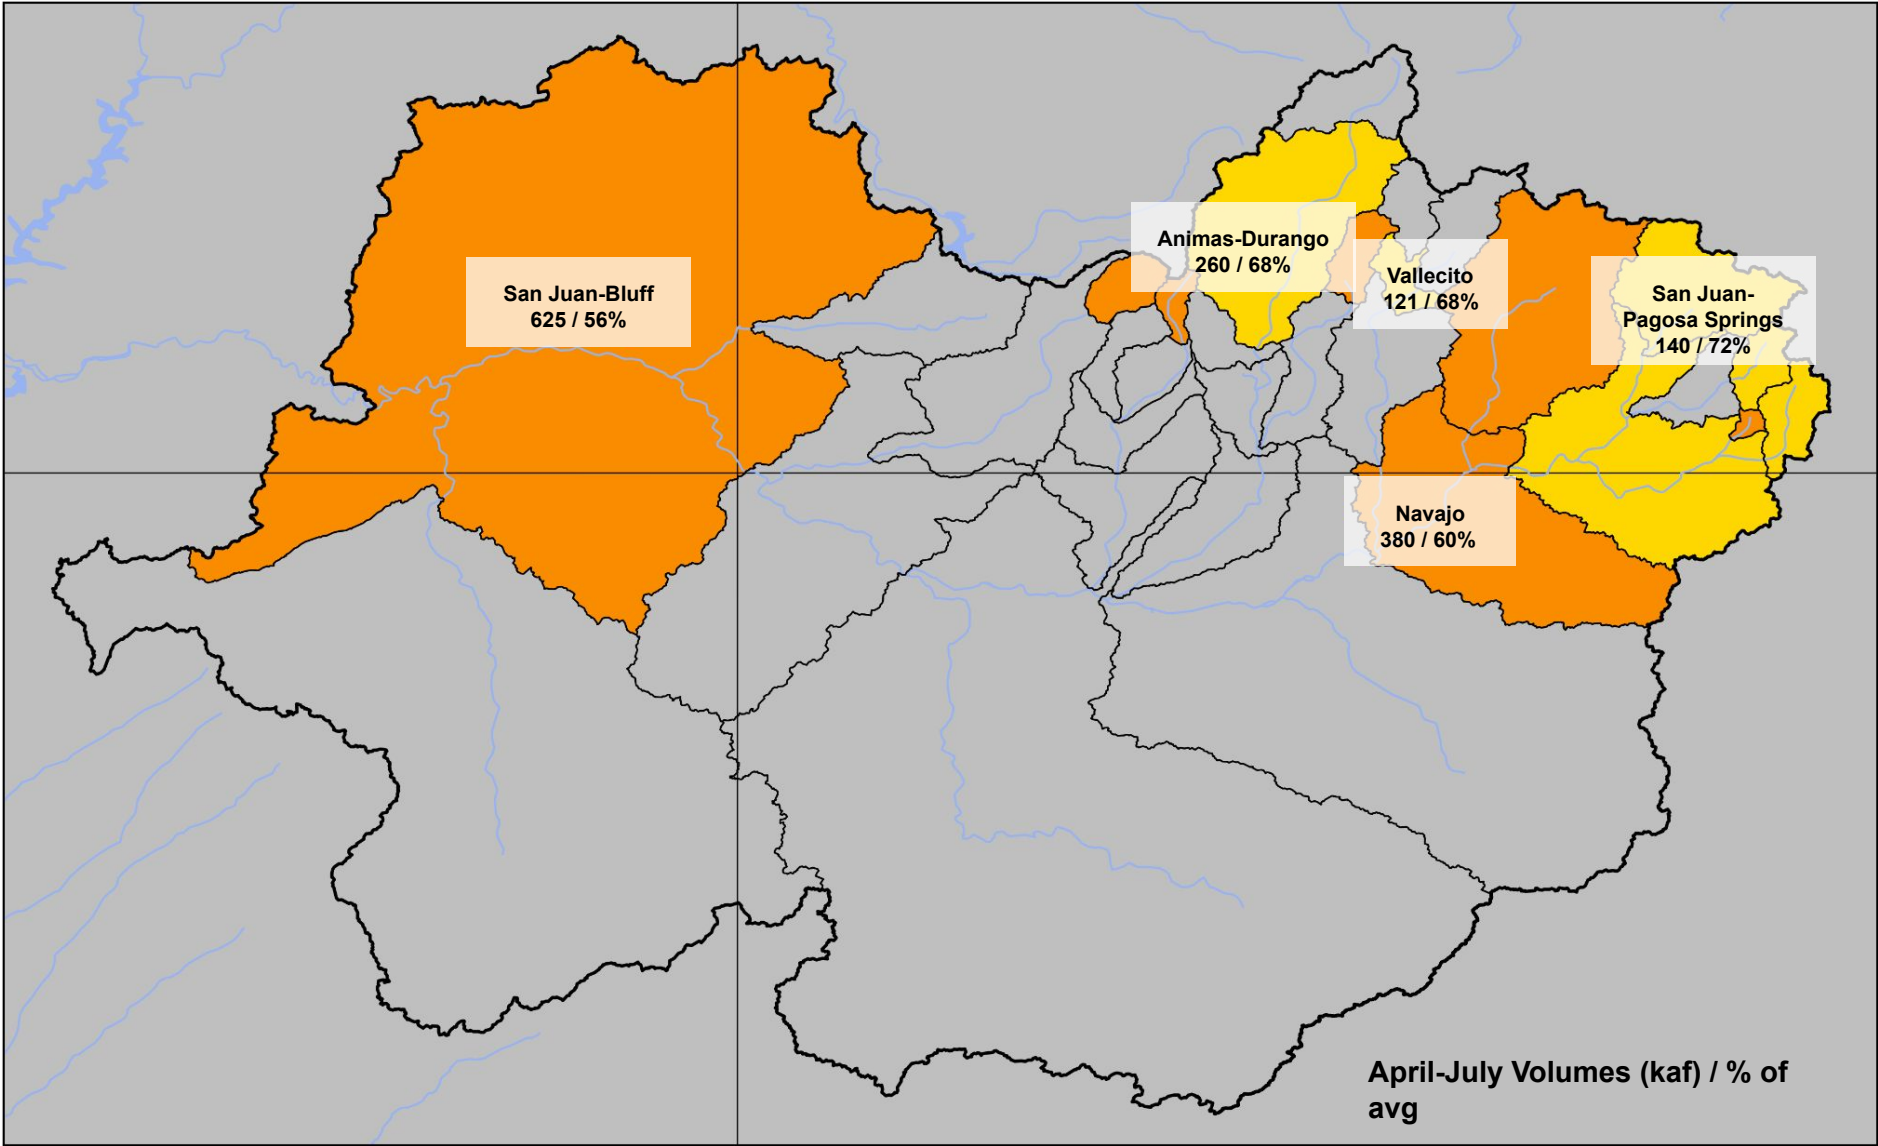 Animas-Durango
260 / 68%
Vallecito
121 / 68%
San Juan-Bluff
625 / 56%
San Juan-
Pagosa Springs
140 / 72%
Navajo
380 / 60%
April-July Volumes (kaf) / % of
avg